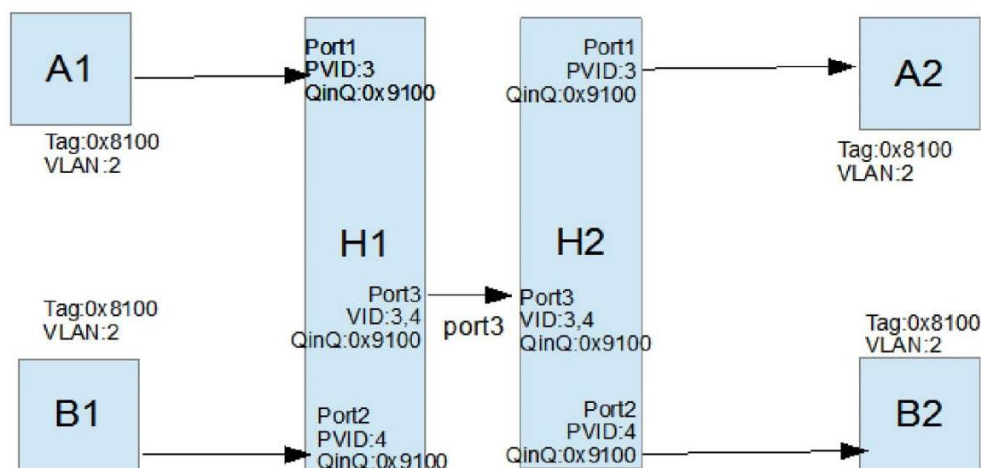 A1
Tag:0x8100
VLAN:2
Port1
PVID:3
QinQ:0x9100
Port1
PVID:3
QinQ:0x9100
A2
Tag:0x8100
VLAN:2
H1
H2
Port3
VID:3,4
QinQ:0x9100
port3
Port3
VID:3,4
QinQ:0x9100
Tag:0x8100
VLAN:2
B1
Port2
PVID:4
QinQ:0x9100
Port2
PVID:4
QinQ:0x9100
Tag:0x8100
VLAN:2
B2